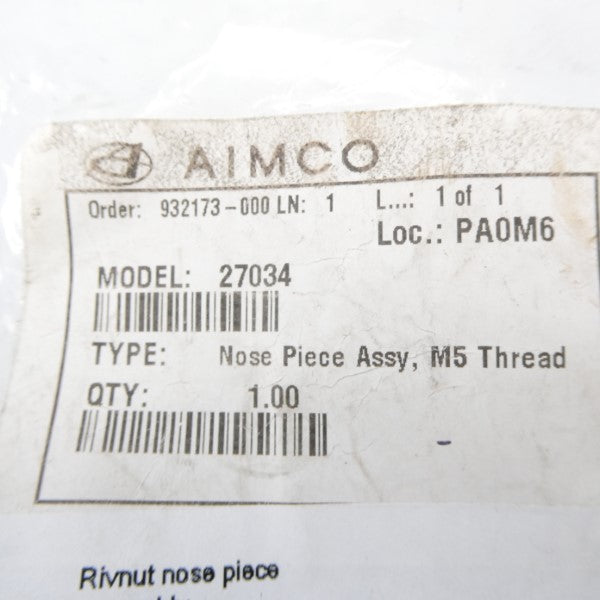 AIMCO
Order: 932173-000 LN: 1 L...: 1 of 1
Loc.: PA0M6
MODEL: 27034
TYPE: Nose Piece Assy, M5 Thread
QTY: 1.00
Rivnut nose piece